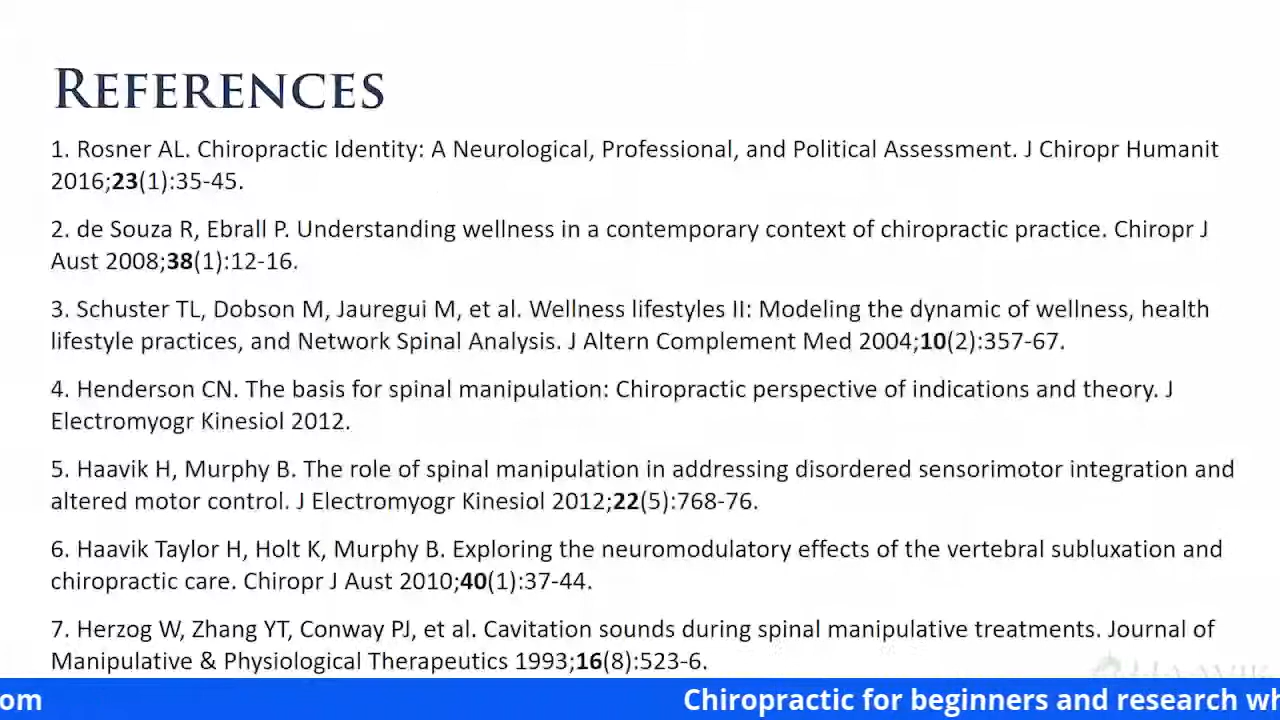 REFERENCES
1. Rosner AL. Chiropractic Identity: A Neurological, Professional, and Political Assessment. J Chiropr Humanit
2016;23(1):35-45.
2. de Souza R, Ebrall P. Understanding wellness in a contemporary context of chiropractic practice. Chiropr J
Aust 2008;38(1):12-16.
3. Schuster TL, Dobson M, Jauregui M, et al. Wellness lifestyles II: Modeling the dynamic of wellness, health
lifestyle practices, and Network Spinal Analysis. J Altern Complement Med 2004;10(2):357-67.
4. Henderson CN. The basis for spinal manipulation: Chiropractic perspective of indications and theory. J
Electromyogr Kinesiol 2012.
5. Haavik H, Murphy B. The role of spinal manipulation in addressing disordered sensorimotor integration and
altered motor control. J Electromyogr Kinesiol 2012;22(5):768-76.
6. Haavik Taylor H, Holt K, Murphy B. Exploring the neuromodulatory effects of the vertebral subluxation and
chiropractic care. Chiropr J Aust 2010;40(1):37-44.
7. Herzog W, Zhang YT, Conway PJ, et al. Cavitation sounds during spinal manipulative treatments. Journal of
Manipulative & Physiological Therapeutics 1993;16(8):523-6.
om Chiropractic for beginners and research wh